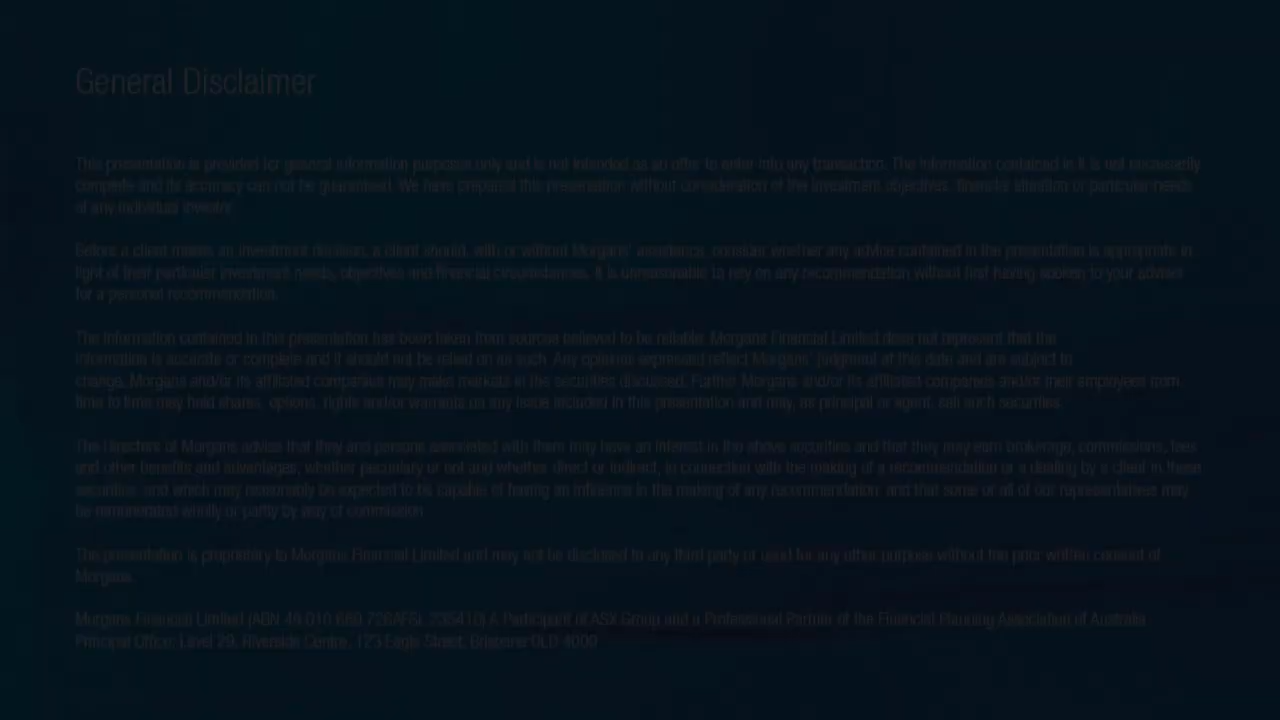 General Disclaimer
This presentation is provided for general information purposes only and is not intended as an offer to enter into any transaction. The information contained in it is not necessarily
complete and its accuracy can not be guaranteed. We have prepared this presentation without consideration of the investment objectives, financial situation or particular needs
of any individual investor.
Before a client makes an investment decision, a client should, with or without Morgans' assistance, consider whether any advice contained in the presentation is appropriate in
light of their particular investment needs, objectives and financial circumstances. It is unreasonable to rely on any recommendation without first having spoken to your adviser
for a personal recommendation.
The information contained in this presentation has been taken from sources believed to be reliable. Morgans Financial Limited does not represent that the
information is accurate or complete and it should not be relied on as such. Any opinions expressed reflect Morgans' judgment at this date and are subject to
change. Morgans and/or its affiliated companies may make markets in the securities discussed. Further Morgans and/or its affiliated companies and/or their employees from
time to time may hold shares, options, rights and/or warrants on any issue included in this presentation and may, as principal or agent, sell such securities.
The Directors of Morgans advise that they and persons associated with them may have an interest in the above securities and that they may earn brokerage, commissions, fees
and other benefits and advantages, whether pecuniary or not and whether direct or indirect, in connection with the making of a recommendation or a dealing by a client in these
securities, and which may reasonably be expected to be capable of having an influence in the making of any recommendation, and that some or all of our representatives may
be remunerated wholly or partly by way of commission.
The presentation is proprietary to Morgans Financial Limited and may not be disclosed to any third party or used for any other purpose without the prior written consent of
Morgans.
Morgans Financial Limited (ABN 49 010 669 726 AFSL 235410) A Participant of ASX Group and a Professional Partner of the Financial Planning Association of Australia
Principal Office: Level 29, Riverside Centre, 123 Eagle Street, Brisbane QLD 4000